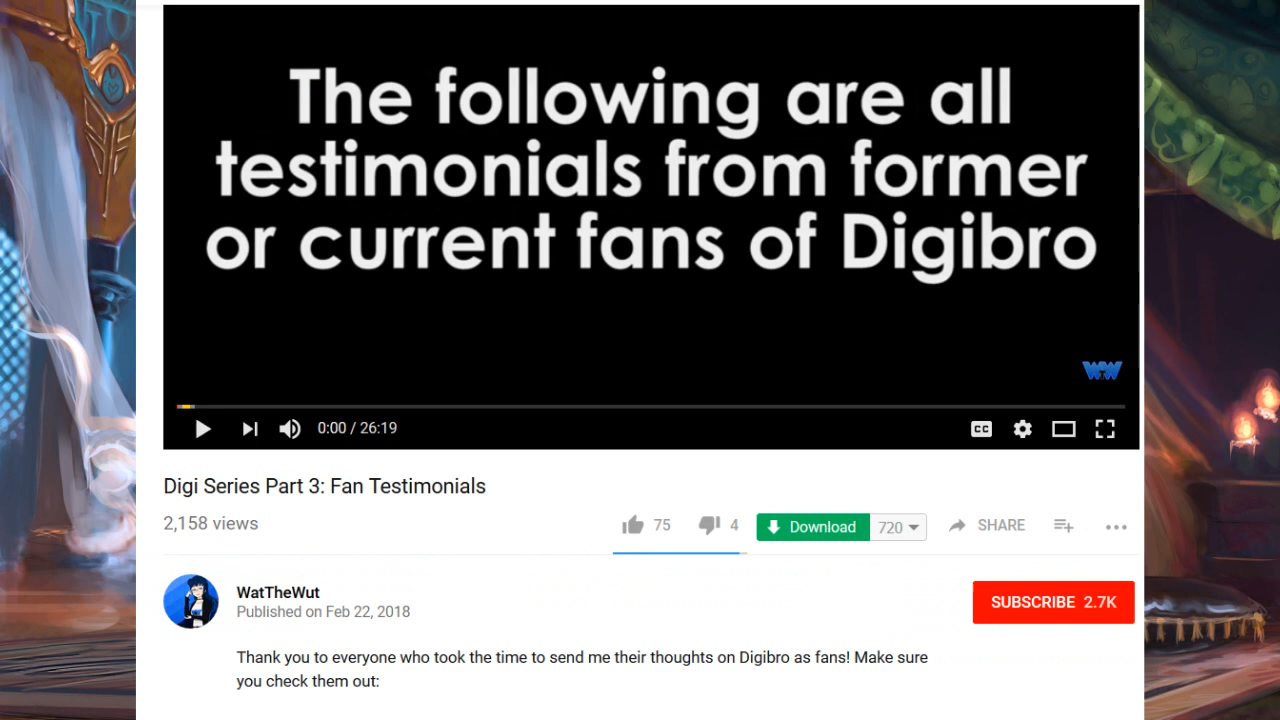 The following are all
testimonials from former
or current fans of Digibro
WW
0:00 / 26:19
CC
Digi Series Part 3: Fan Testimonials
2,158 views
75
4
Download
720
SHARE
WatTheWut
Published on Feb 22, 2018
SUBSCRIBE 2.7K
Thank you to everyone who took the time to send me their thoughts on Digibro as fans! Make sure
you check them out: